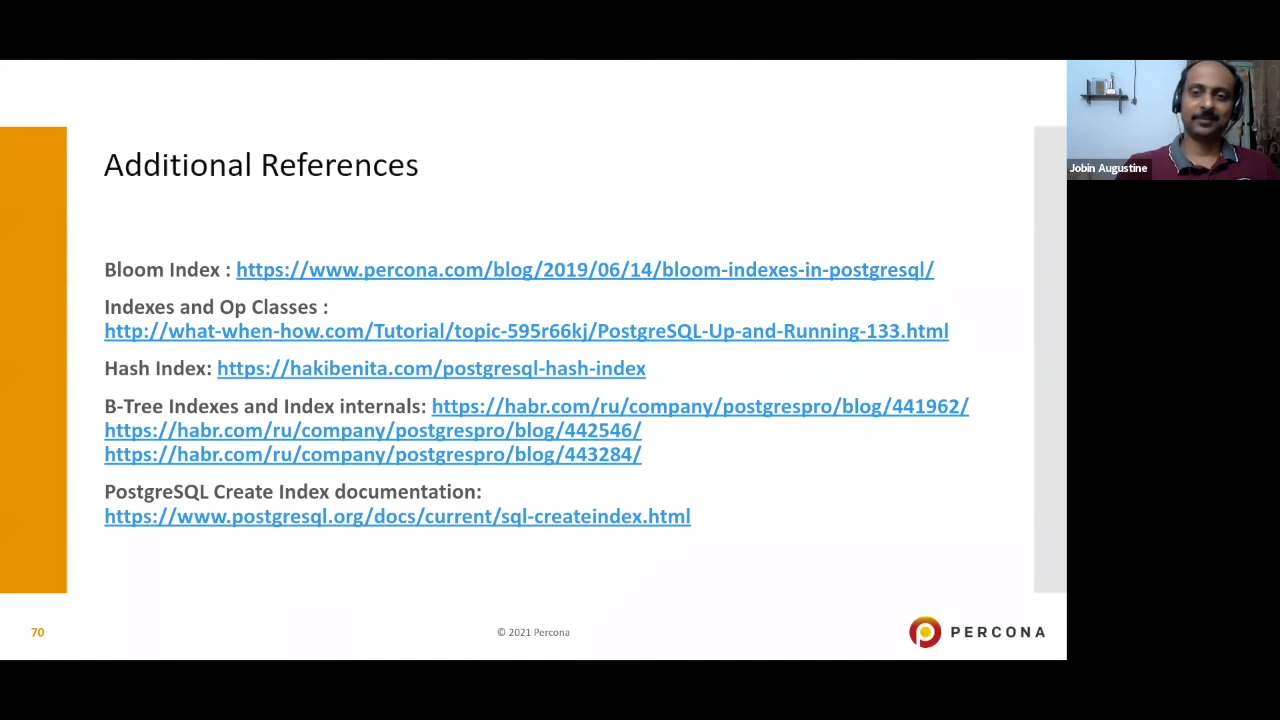 Additional References
Bloom Index : https://www.percona.com/blog/2019/06/14/bloom-indexes-in-postgresql/
Indexes and Op Classes :
http://what-when-how.com/Tutorial/topic-595r66kj/PostgreSQL-Up-and-Running-133.html
Hash Index: https://hakibenita.com/postgresql-hash-index
B-Tree Indexes and Index internals: https://habr.com/ru/company/postgrespro/blog/441962/
https://habr.com/ru/company/postgrespro/blog/442546/
https://habr.com/ru/company/postgrespro/blog/443284/
PostgreSQL Create Index documentation:
https://www.postgresql.org/docs/current/sql-createindex.html
70
© 2021 Percona
PERCONA
Jobin Augustine